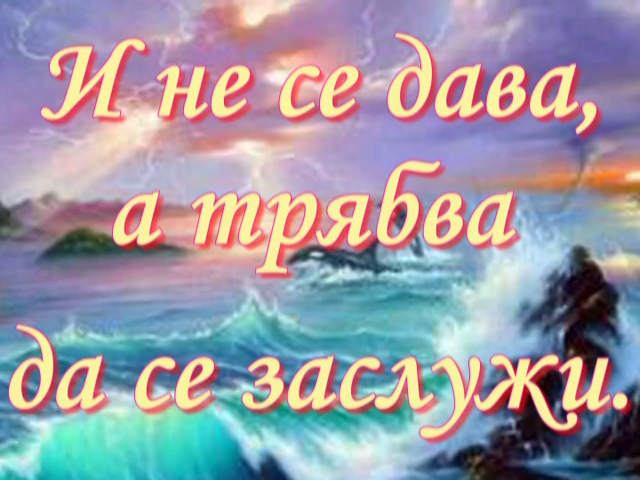 И не се дава,
а трябва
да се заслужи.